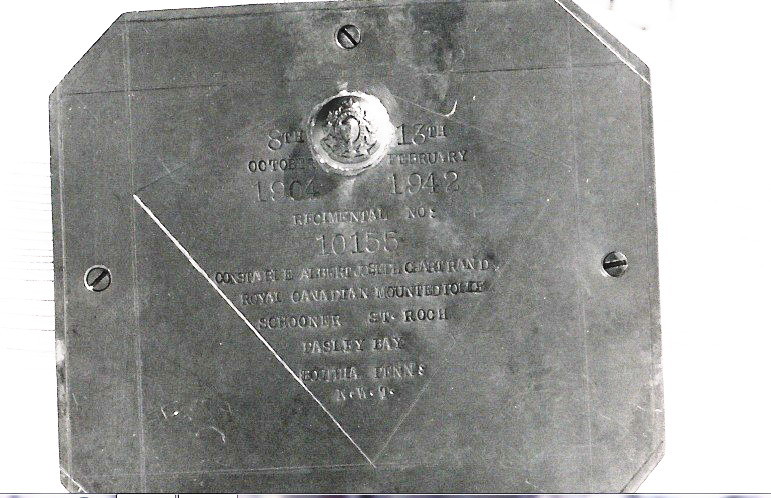 8TH 13TH
OCTOBER FEBRUARY
1904 1942
REGIMENTAL NO:
10155
CONSTABLE ALBERT JOSEPH CHARTRAND.
ROYAL CANADIAN MOUNTED POLICE
SCHOONER ST. ROCH
PASLEY BAY
BOOTHIA PENN:
N.W.T.